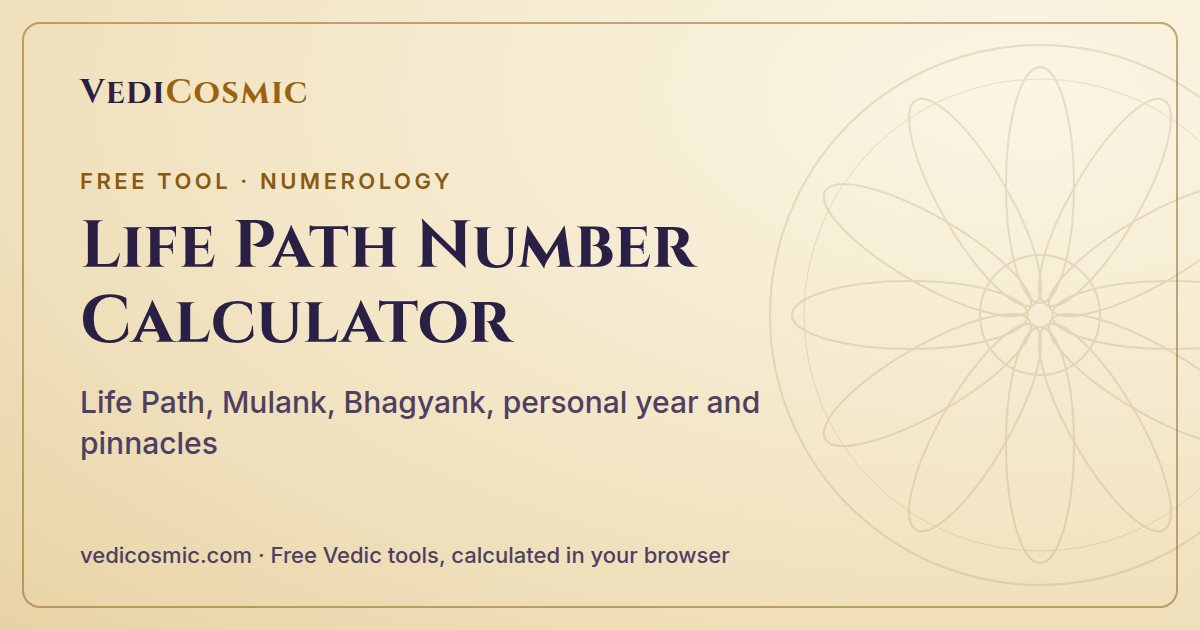 VediCosmic
FREE TOOL · NUMEROLOGY
Life Path Number
Calculator
Life Path, Mulank, Bhagyank, personal year and
pinnacles
vedicosmic.com · Free Vedic tools, calculated in your browser